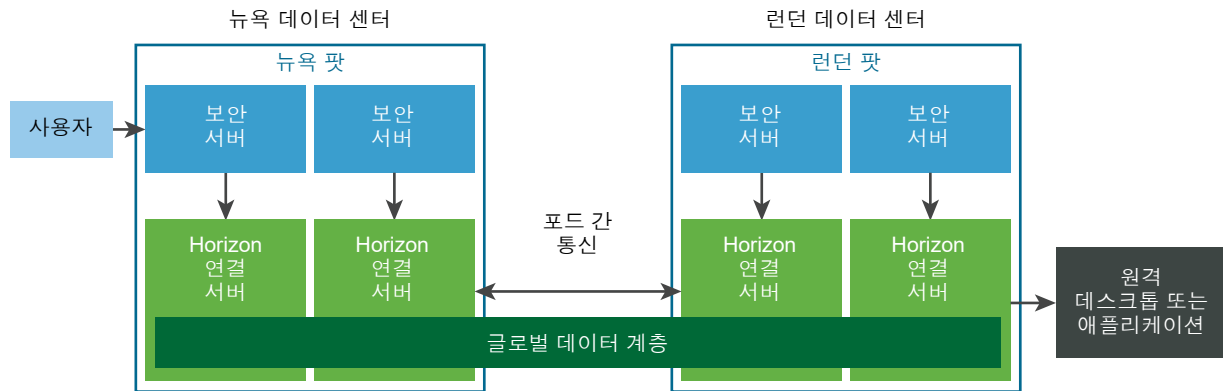 뉴욕 데이터 센터
런던 데이터 센터
뉴욕 팟
런던 팟
사용자
보안
서버
보안
서버
보안
서버
보안
서버
포드 간
통신
Horizon
연결
서버
Horizon
연결
서버
Horizon
연결
서버
Horizon
연결
서버
원격
데스크톱 또는
애플리케이션
글로벌 데이터 계층